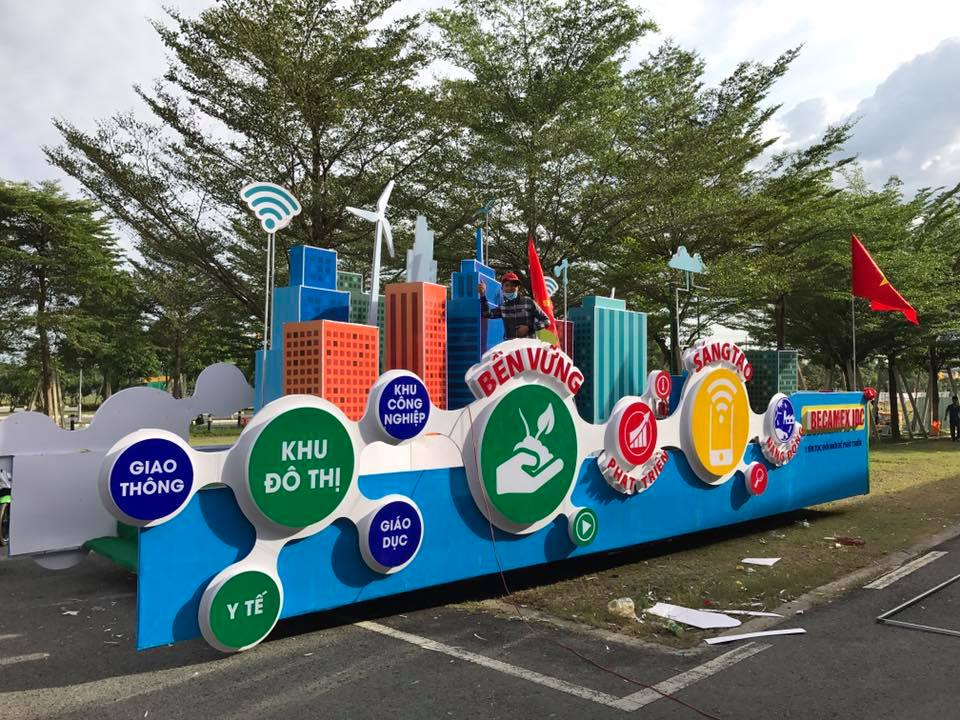 GIAO
THÔNG
KHU
ĐÔ THỊ
KHU
CÔNG
NGHIỆP
GIÁO
DỤC
Y TẾ
BỀN VỮNG
PHÁT TRIỂN
SÁNG TẠO
BECAMEX IDC